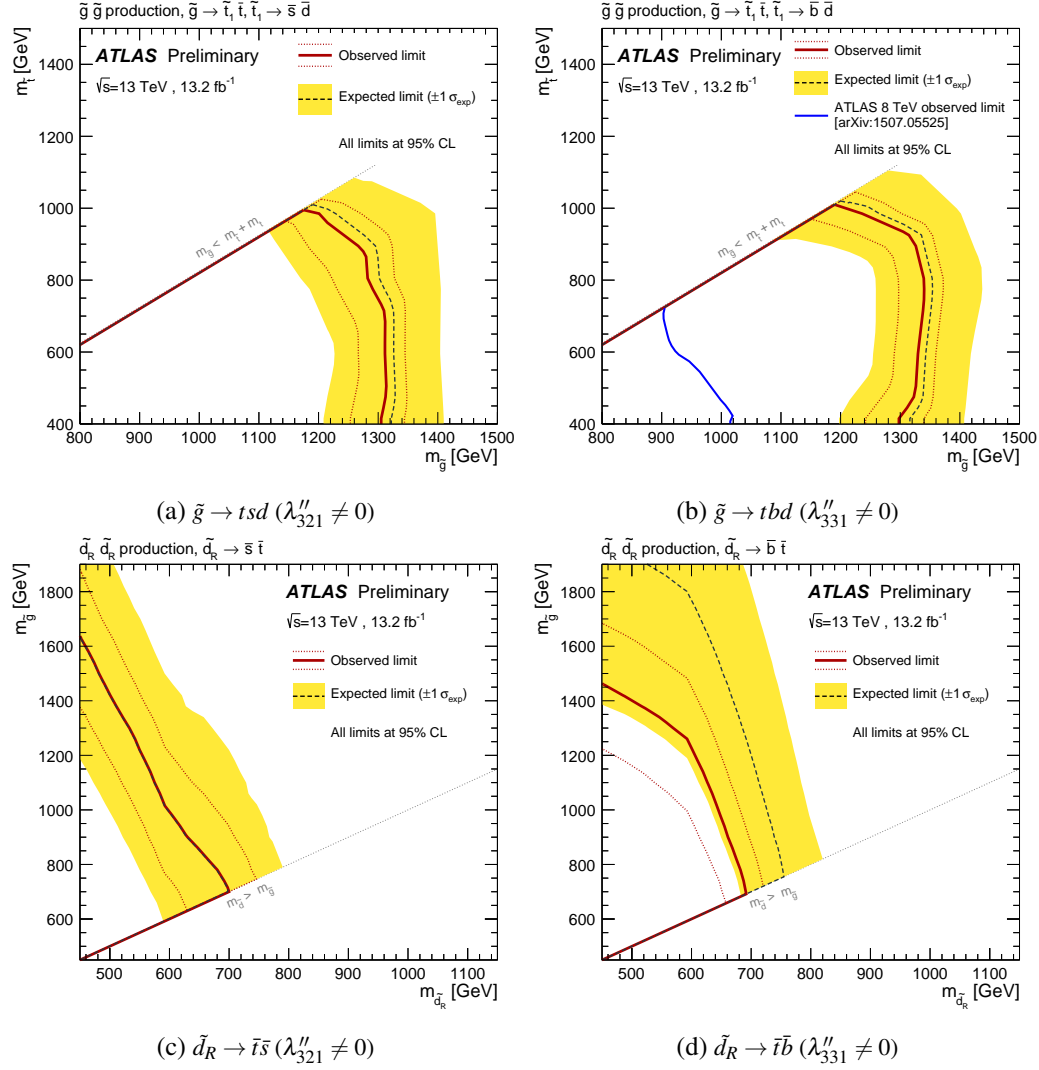 g̃ g̃ production, g̃ → t̃₁ t̄, t̃₁ → s̄ d̄
m_t̃ [GeV]
ATLAS Preliminary
√s=13 TeV , 13.2 fb⁻¹
Observed limit
Expected limit (±1 σ_exp)
All limits at 95% CL
m_g̃ < m_t̃ + m_t
1400
1200
1000
800
600
400
800 900 1000 1100 1200 1300 1400 1500
m_g̃ [GeV]
(a) g̃ → tsd (λ″₃₂₁ ≠ 0)
g̃ g̃ production, g̃ → t̃₁ t̄, t̃₁ → b̄ d̄
m_t̃ [GeV]
ATLAS Preliminary
√s=13 TeV , 13.2 fb⁻¹
Observed limit
Expected limit (±1 σ_exp)
ATLAS 8 TeV observed limit
[arXiv:1507.05525]
All limits at 95% CL
m_g̃ < m_t̃ + m_t
1400
1200
1000
800
600
400
800 900 1000 1100 1200 1300 1400 1500
m_g̃ [GeV]
(b) g̃ → tbd (λ″₃₃₁ ≠ 0)
d̃_R d̃_R production, d̃_R → s̄ t̄
m_g̃ [GeV]
ATLAS Preliminary
√s=13 TeV , 13.2 fb⁻¹
Observed limit
Expected limit (±1 σ_exp)
All limits at 95% CL
m_d̃ > m_g̃
1800
1600
1400
1200
1000
800
600
500 600 700 800 900 1000 1100
m_d̃_R [GeV]
(c) d̃_R → t̄s̄ (λ″₃₂₁ ≠ 0)
d̃_R d̃_R production, d̃_R → b̄ t̄
m_g̃ [GeV]
ATLAS Preliminary
√s=13 TeV , 13.2 fb⁻¹
Observed limit
Expected limit (±1 σ_exp)
All limits at 95% CL
m_d̃ > m_g̃
1800
1600
1400
1200
1000
800
600
500 600 700 800 900 1000 1100
m_d̃_R [GeV]
(d) d̃_R → t̄b̄ (λ″₃₃₁ ≠ 0)